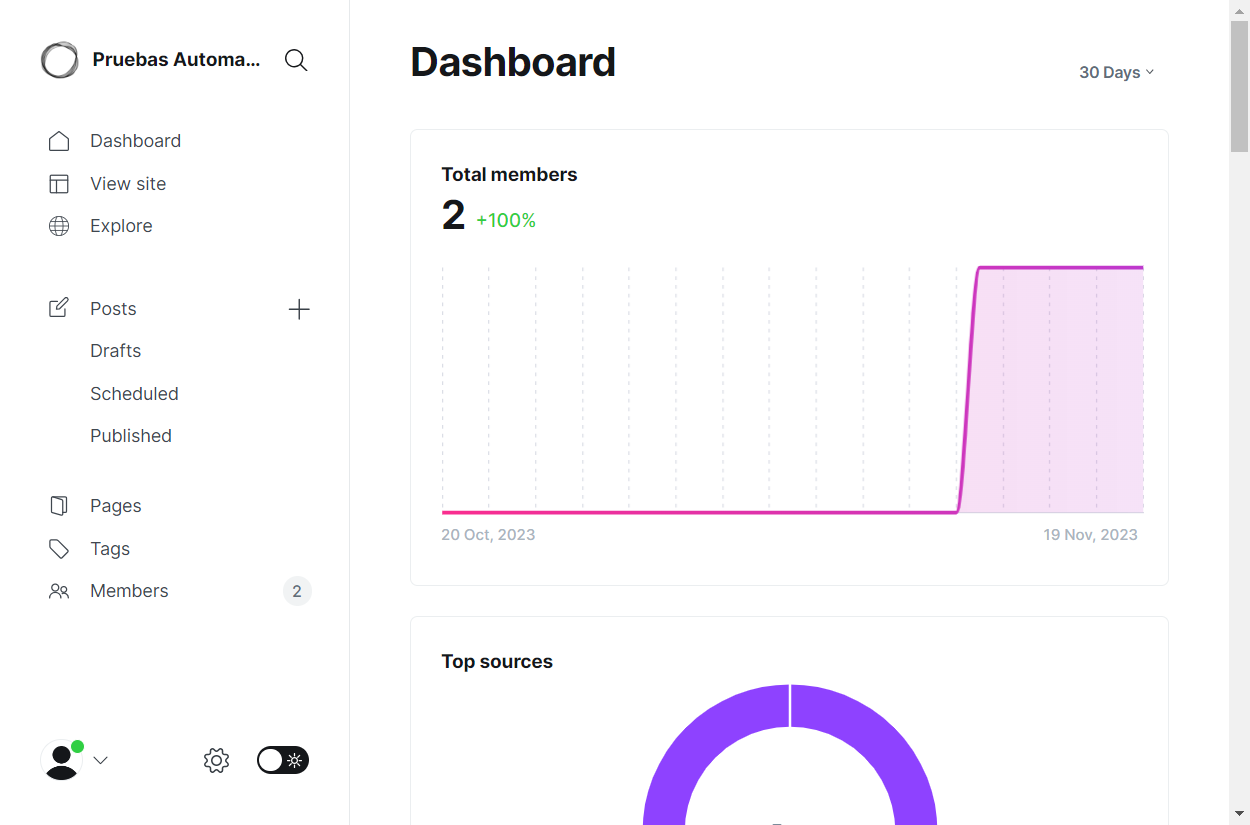 Pruebas Automa...
Dashboard
View site
Explore
Posts
Drafts
Scheduled
Published
Pages
Tags
Members
2
Dashboard
30 Days
Total members
2 +100%
20 Oct, 2023
19 Nov, 2023
Top sources